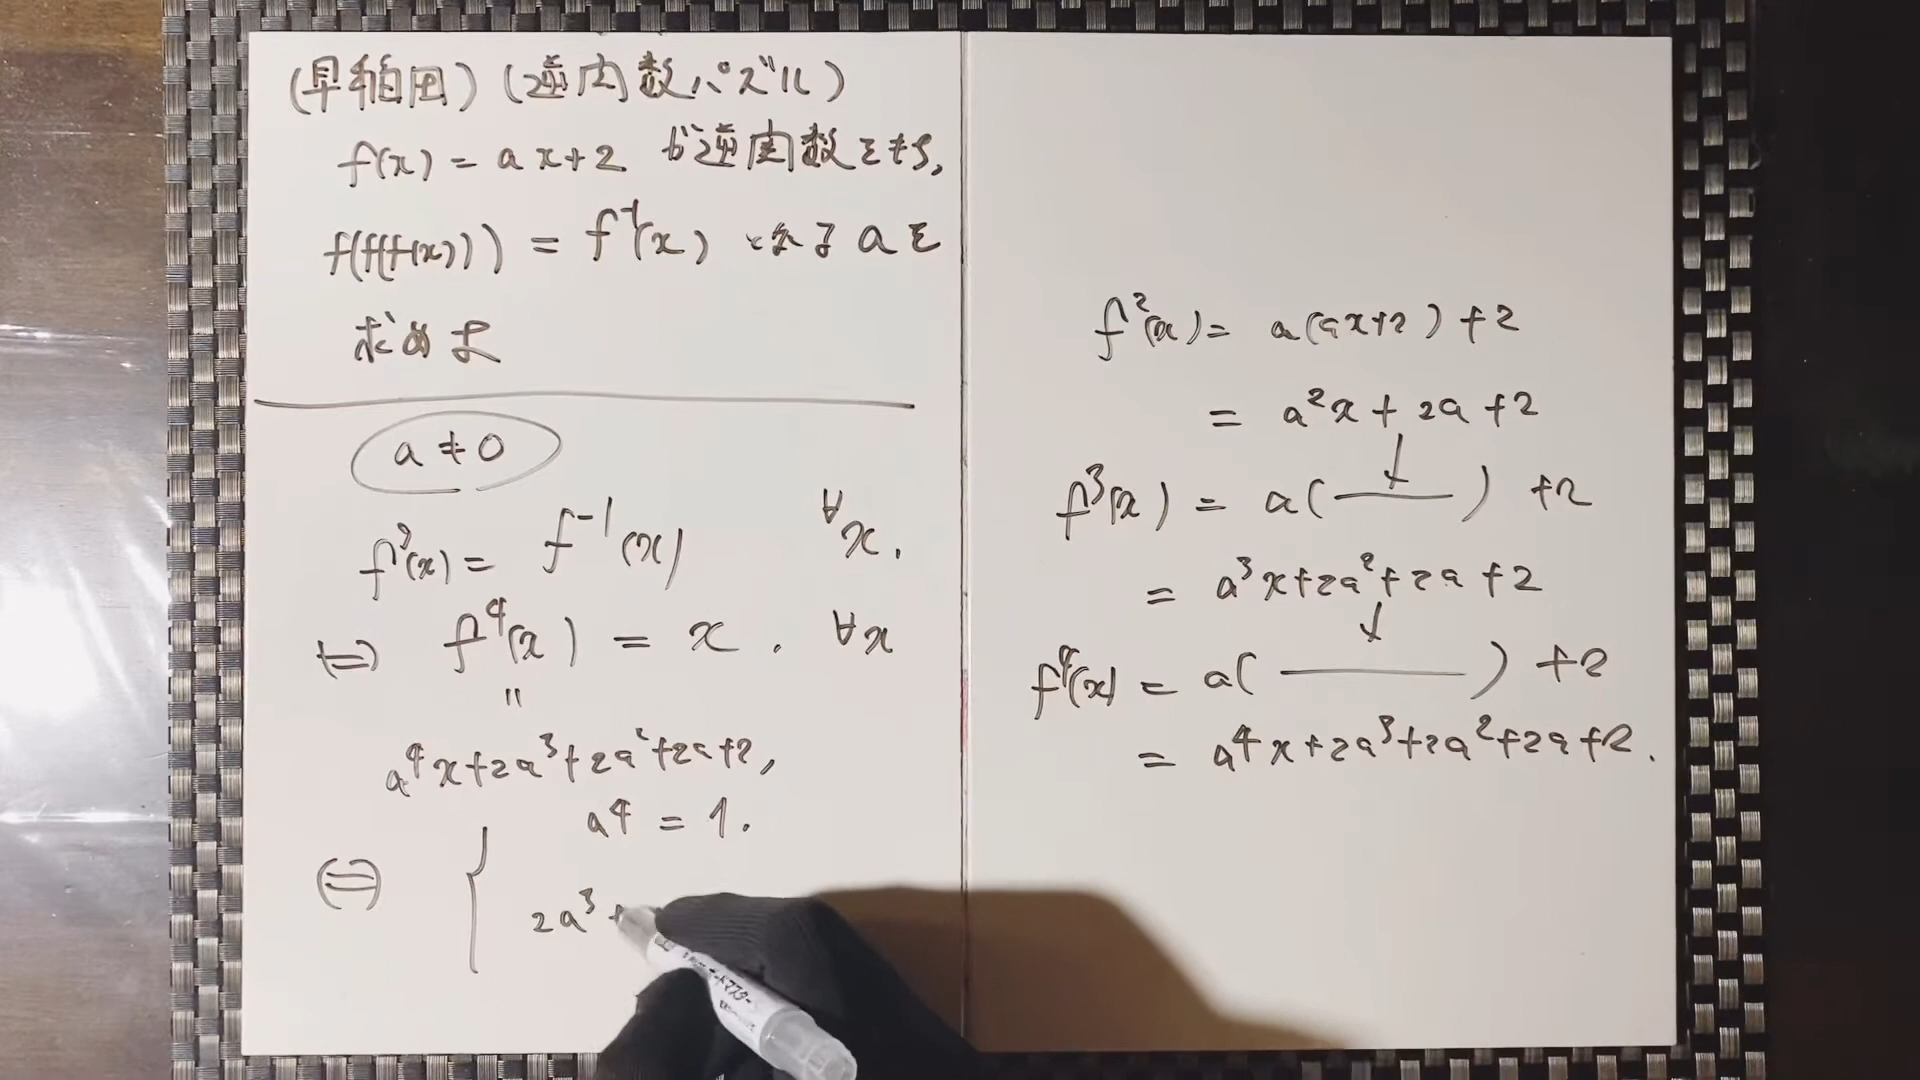 (早稲田)(逆関数パズル)
f(x) = ax+2 が逆関数をもち,
f(f(f(x))) = f⁻¹(x) となる aを
求めよ
a≠0
f³(x) = f⁻¹(x) ∀x.
⇔ f⁴(x) = x. ∀x
=
a⁴x+2a³+2a²+2a+2,
⇔ { a⁴ = 1.
2a³ +
f²(x) = a(ax+2)+2
= a²x + 2a +2
f³(x) = a( ) +2
= a³x+2a²+2a+2
f⁴(x) = a( ) +2
= a⁴x+2a³+2a²+2a+2.